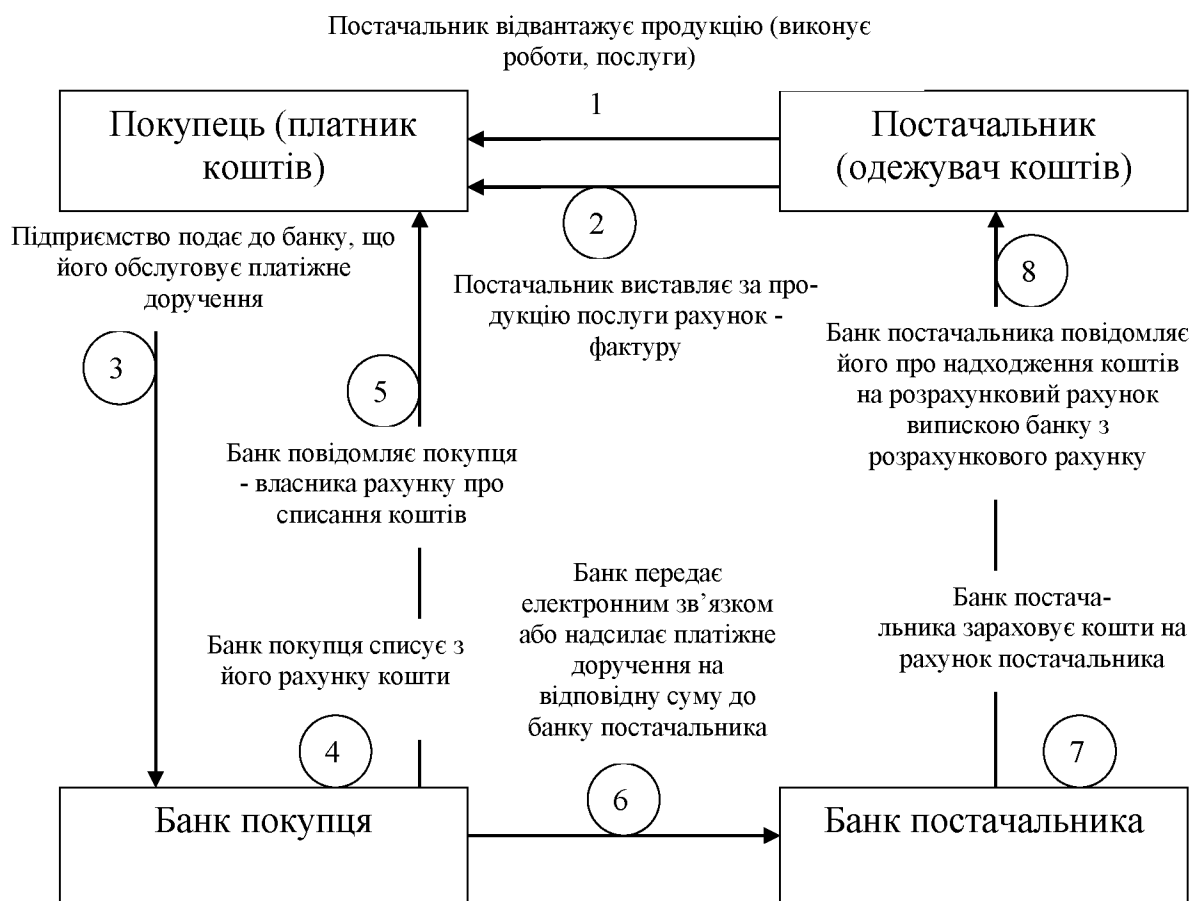 Постачальник відвантажує продукцію (виконує
роботи, послуги)
1
Покупець (платник
коштів)
Постачальник
(одежувач коштів)
2
Підприємство подає до банку, що
його обслуговує платіжне
доручення
Постачальник виставляє за про-
дукцію послуги рахунок -
фактуру
8
Банк постачальника повідомляє
його про надходження коштів
на розрахунковий рахунок
випискою банку з
розрахункового рахунку
3
5
Банк повідомляє покупця
- власника рахунку про
списання коштів
Банк передає
електронним зв’язком
або надсилає платіжне
доручення на
відповідну суму до
банку постачальника
Банк постача-
льника зараховує кошти на
рахунок постачальника
Банк покупця списує з
його рахунку кошти
4
6
7
Банк покупця
Банк постачальника